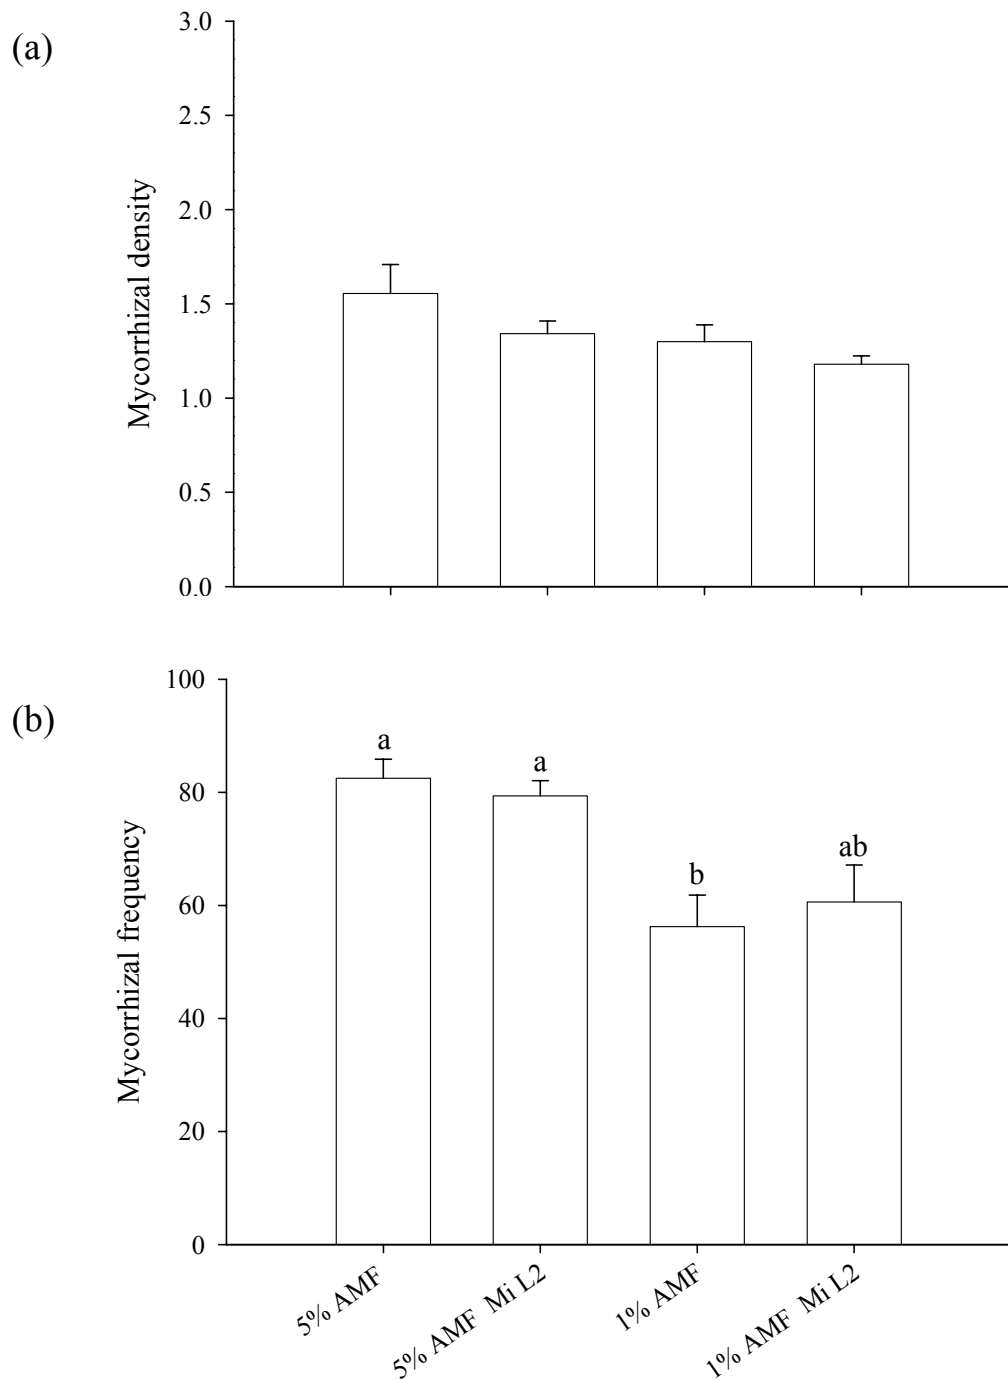 (a)
Mycorrhizal density
3.0
2.5
2.0
1.5
1.0
0.5
0.0
(b)
Mycorrhizal frequency
100
80
60
40
20
0
a
a
b
ab
5% AMF
5% AMF Mi L2
1% AMF
1% AMF Mi L2